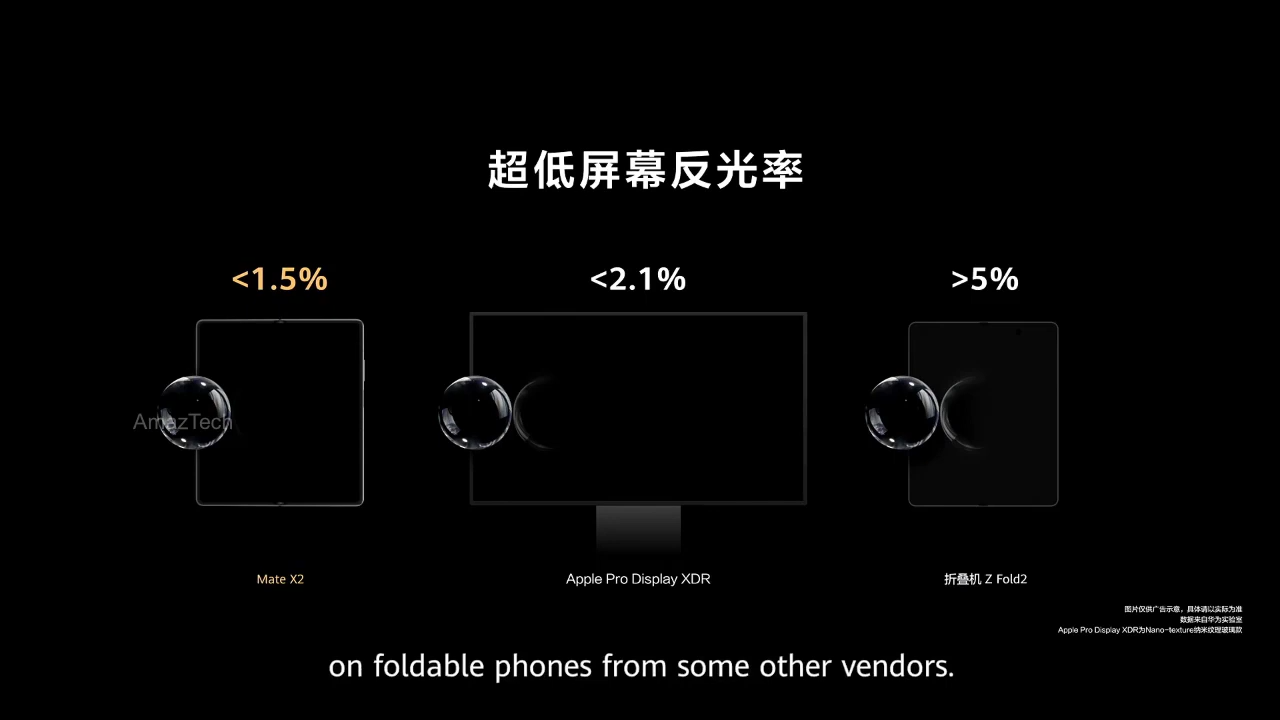 超低屏幕反光率
<1.5%
<2.1%
>5%
AmazTech
Mate X2
Apple Pro Display XDR
折叠机 Z Fold2
图片仅供广告示意，具体请以实际为准
数据来自华为实验室
Apple Pro Display XDR为Nano-texture纳米纹理玻璃款
on foldable phones from some other vendors.